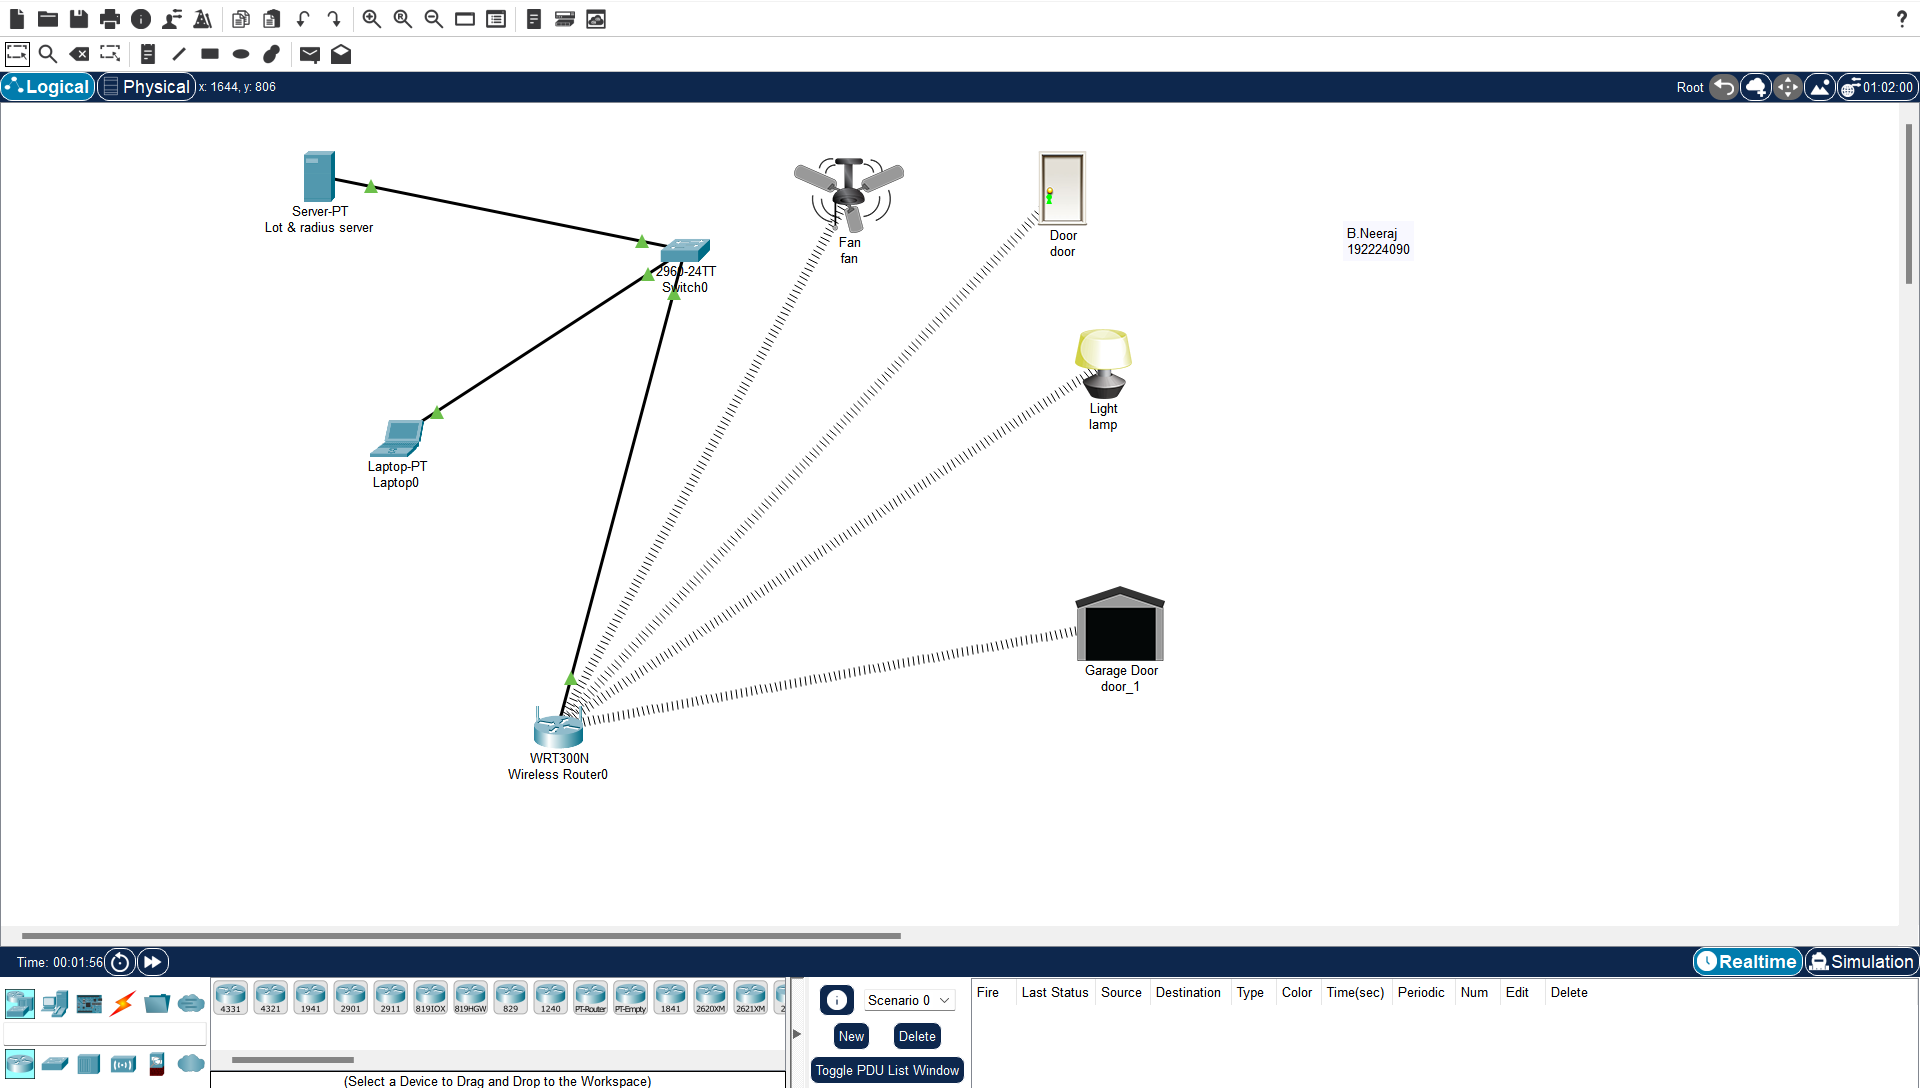 Logical
Physical
x: 1644, y: 806
Root
01:02:00
Server-PT
Lot & radius server
2960-24TT
Switch0
Fan
fan
Door
door
B.Neeraj
192224090
Light
lamp
Laptop-PT
Laptop0
Garage Door
door_1
WRT300N
Wireless Router0
Time: 00:01:56
Realtime
Simulation
4331
4321
1941
2901
2911
819IOX
819HGW
829
1240
PT-Router
PT-Empty
1841
2620XM
2621XM
2
(Select a Device to Drag and Drop to the Workspace)
Scenario 0
New
Delete
Toggle PDU List Window
Fire Last Status Source Destination Type Color Time(sec) Periodic Num Edit Delete